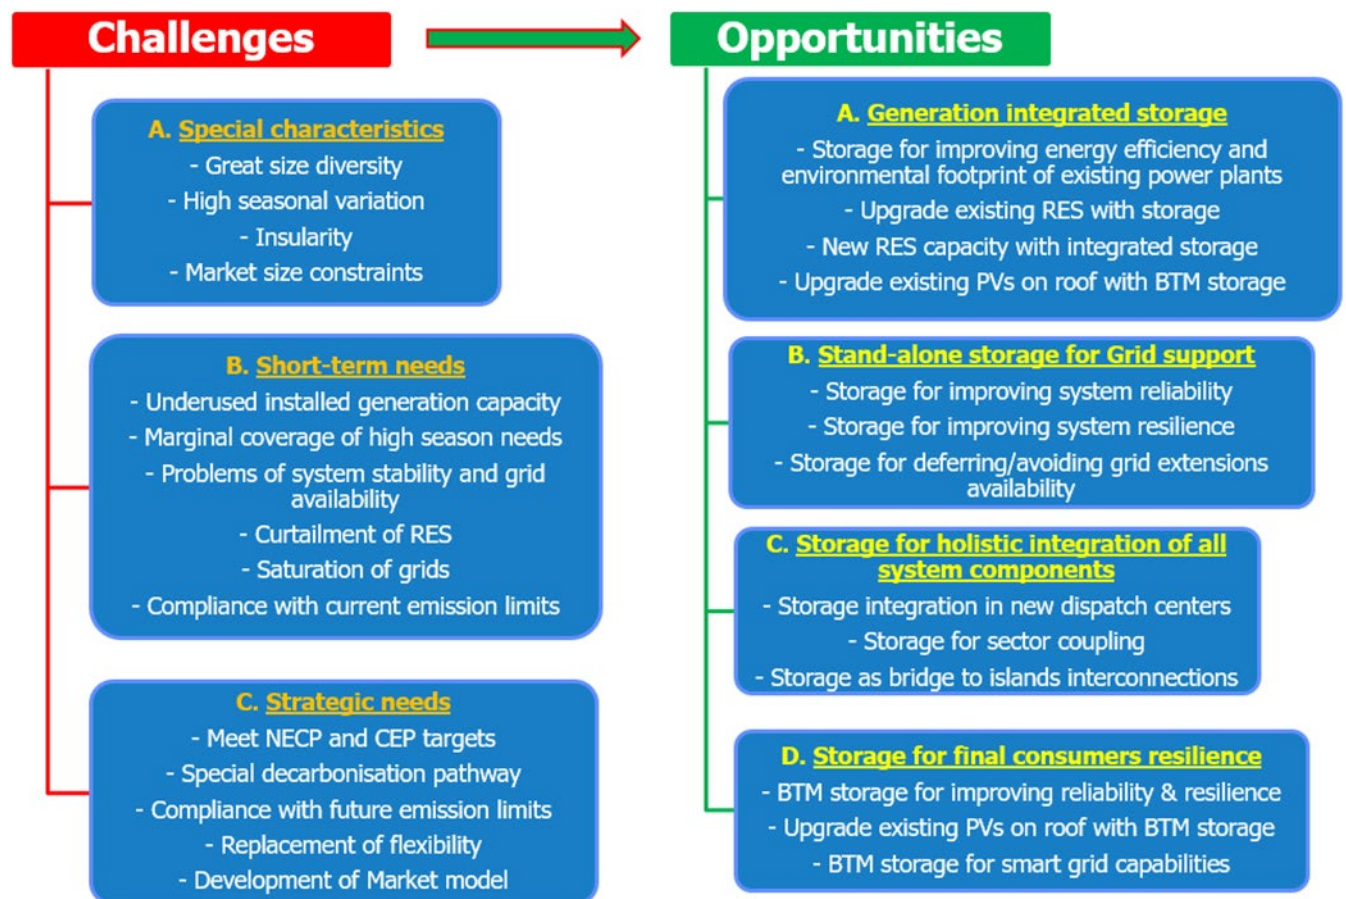 Challenges
A. Special characteristics
- Great size diversity
- High seasonal variation
- Insularity
- Market size constraints
B. Short-term needs
- Underused installed generation capacity
- Marginal coverage of high season needs
- Problems of system stability and grid
availability
- Curtailment of RES
- Saturation of grids
- Compliance with current emission limits
C. Strategic needs
- Meet NECP and CEP targets
- Special decarbonisation pathway
- Compliance with future emission limits
- Replacement of flexibility
- Development of Market model
Opportunities
A. Generation integrated storage
- Storage for improving energy efficiency and
environmental footprint of existing power plants
- Upgrade existing RES with storage
- New RES capacity with integrated storage
- Upgrade existing PVs on roof with BTM storage
B. Stand-alone storage for Grid support
- Storage for improving system reliability
- Storage for improving system resilience
- Storage for deferring/avoiding grid extensions
availability
C. Storage for holistic integration of all
system components
- Storage integration in new dispatch centers
- Storage for sector coupling
- Storage as bridge to islands interconnections
D. Storage for final consumers resilience
- BTM storage for improving reliability & resilience
- Upgrade existing PVs on roof with BTM storage
- BTM storage for smart grid capabilities